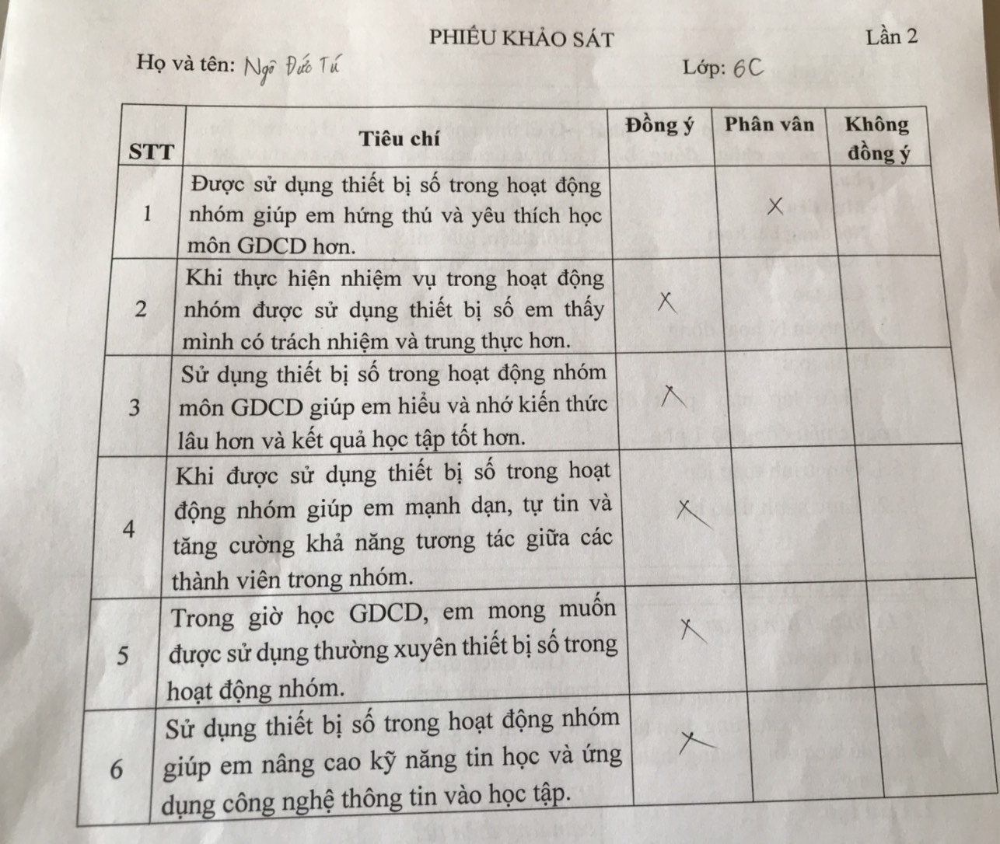 PHIẾU KHẢO SÁT Lần 2
Họ và tên: Ngô Đức Tú Lớp: 6C
STT Tiêu chí Đồng ý Phân vân Không đồng ý
1 Được sử dụng thiết bị số trong hoạt động
nhóm giúp em hứng thú và yêu thích học
môn GDCD hơn. X
2 Khi thực hiện nhiệm vụ trong hoạt động
nhóm được sử dụng thiết bị số em thấy
mình có trách nhiệm và trung thực hơn. X
3 Sử dụng thiết bị số trong hoạt động nhóm
môn GDCD giúp em hiểu và nhớ kiến thức
lâu hơn và kết quả học tập tốt hơn. X
4 Khi được sử dụng thiết bị số trong hoạt
động nhóm giúp em mạnh dạn, tự tin và
tăng cường khả năng tương tác giữa các
thành viên trong nhóm. X
5 Trong giờ học GDCD, em mong muốn
được sử dụng thường xuyên thiết bị số trong
hoạt động nhóm. X
6 Sử dụng thiết bị số trong hoạt động nhóm
giúp em nâng cao kỹ năng tin học và ứng
dụng công nghệ thông tin vào học tập. X